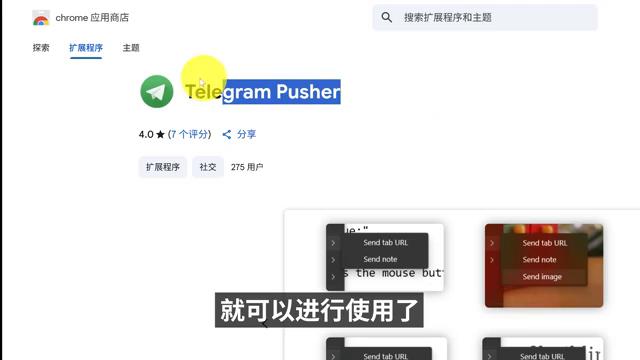 chrome 应用商店
搜索扩展程序和主题
探索 扩展程序 主题
Telegram Pusher
4.0 ★ (7 个评分) 分享
扩展程序 社交 275 用户
ue:"
Send tab URL
Send note
s the mouse butt
Send tab URL
Send note
Send image
就可以进行使用了
Send tab URL
Send tab URL